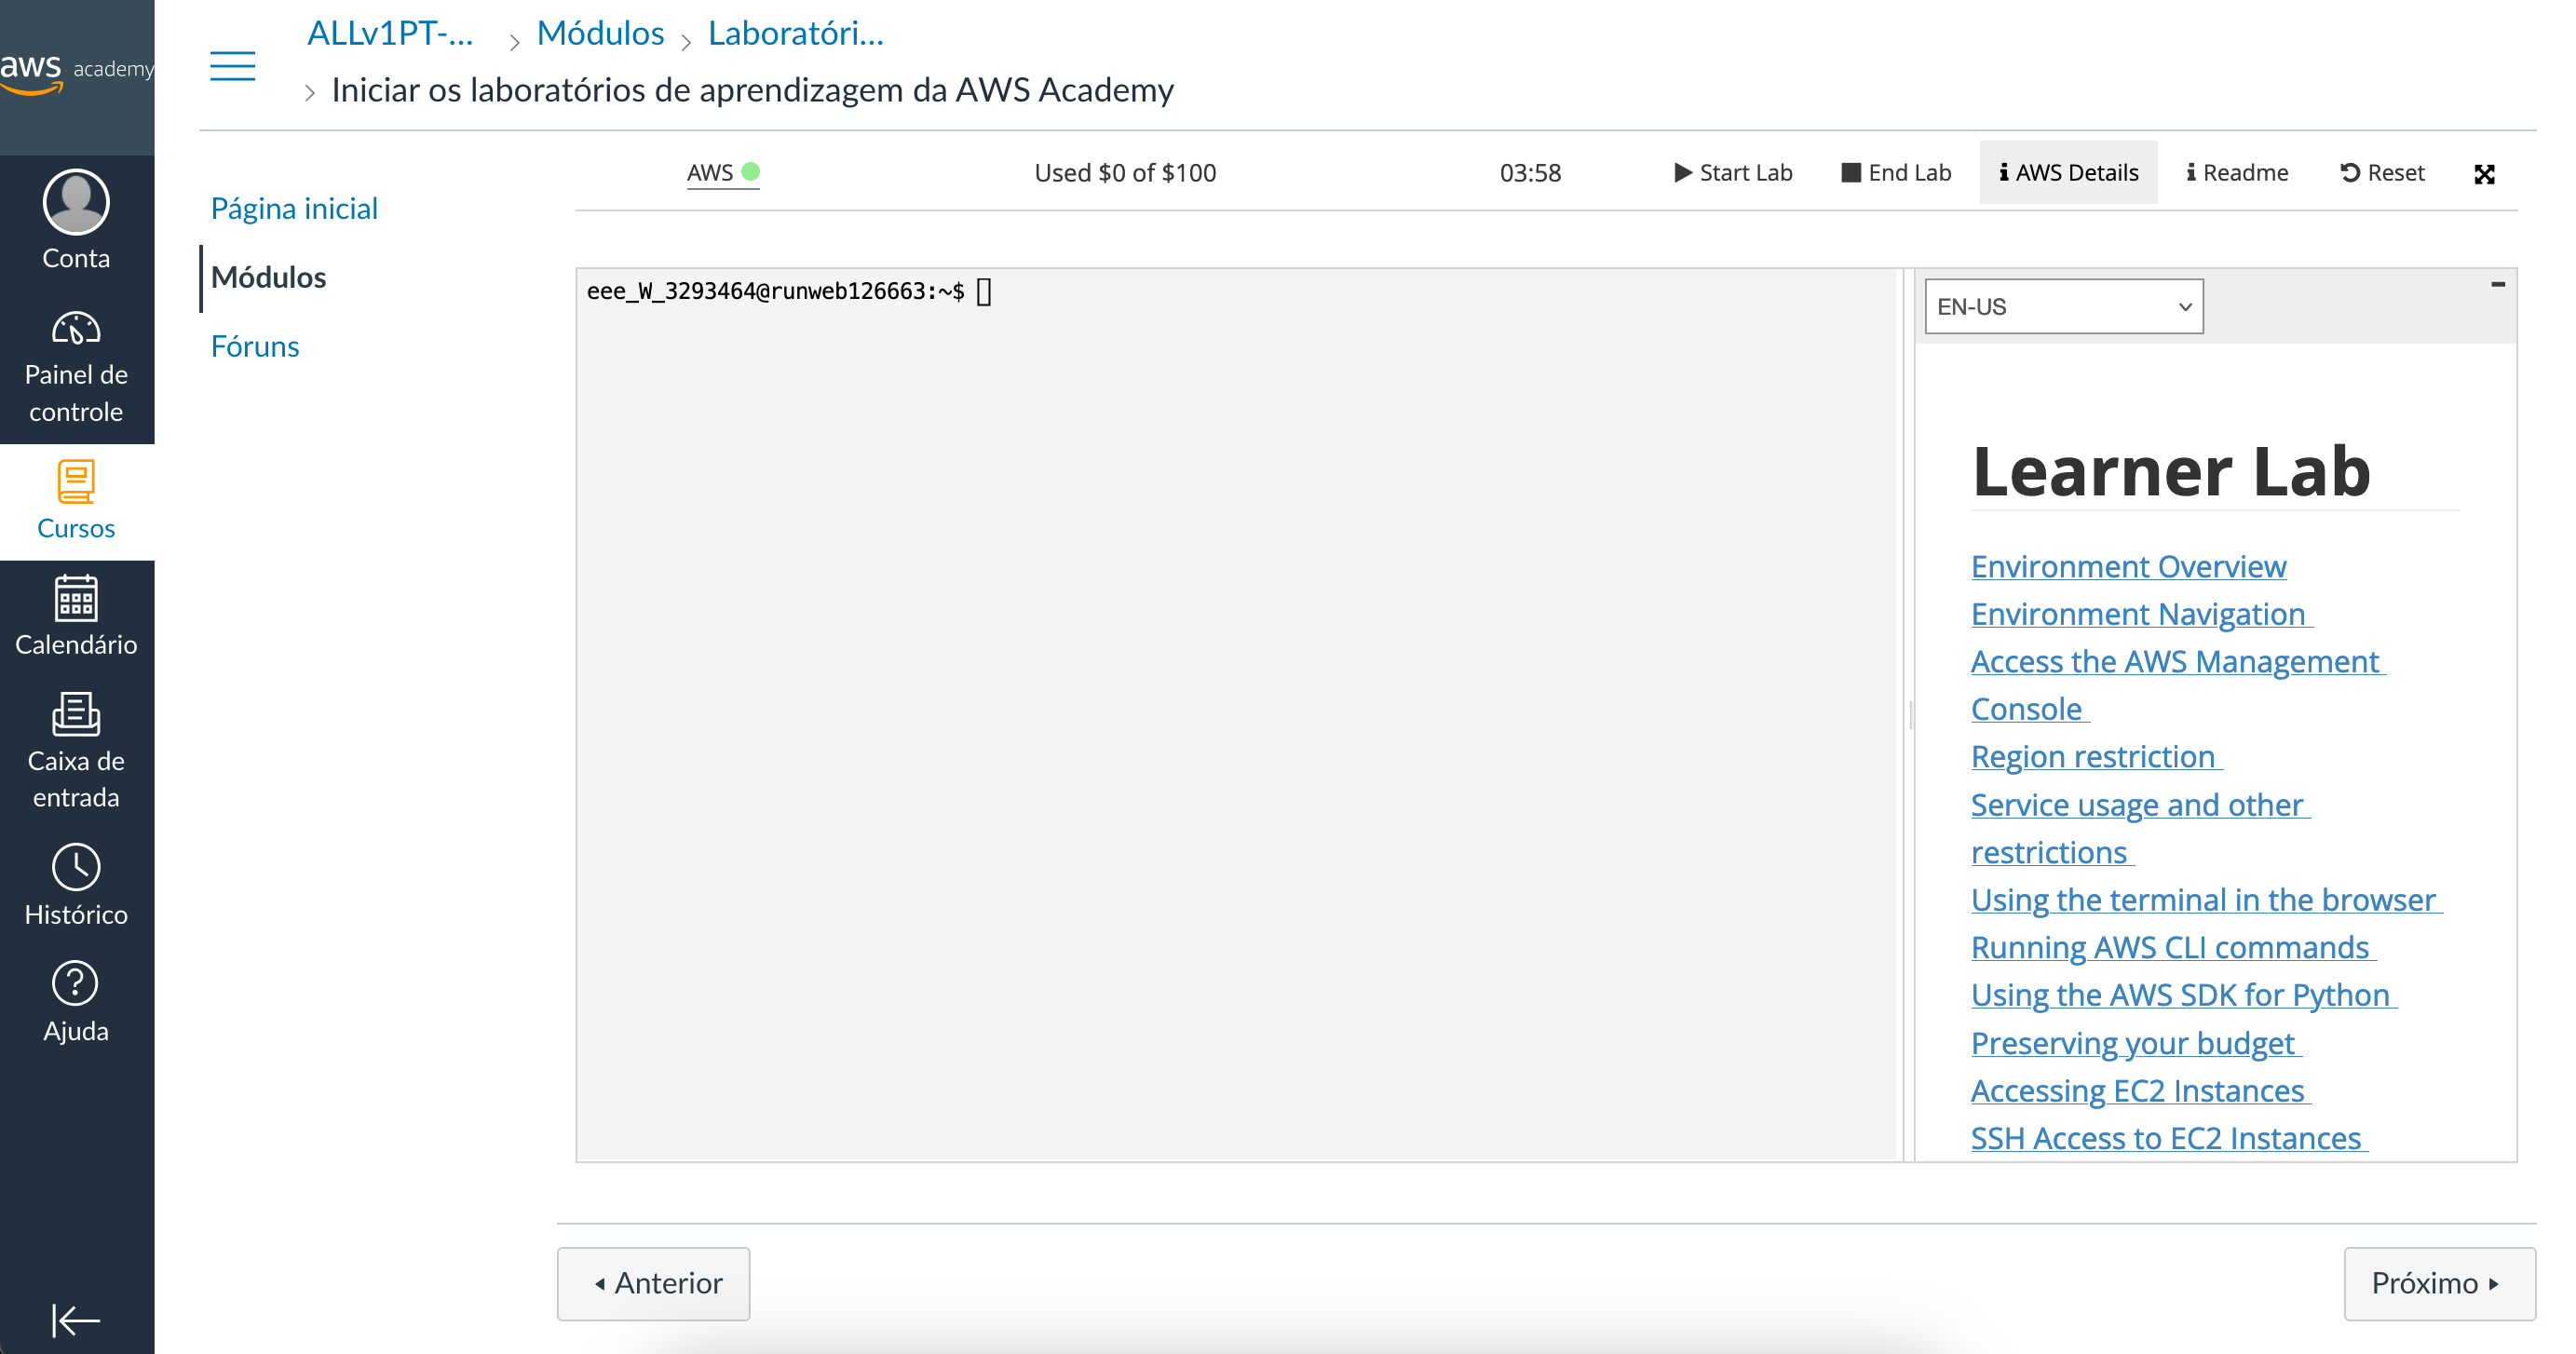 aws academy
Conta
Painel de
controle
Cursos
Calendário
Caixa de
entrada
Histórico
Ajuda
ALLv1PT-... > Módulos > Laboratóri...
> Iniciar os laboratórios de aprendizagem da AWS Academy
Página inicial
Módulos
Fóruns
AWS Used $0 of $100 03:58 Start Lab End Lab AWS Details Readme Reset
eee_W_3293464@runweb126663:~$
EN-US
Learner Lab
Environment Overview
Environment Navigation
Access the AWS Management
Console
Region restriction
Service usage and other
restrictions
Using the terminal in the browser
Running AWS CLI commands
Using the AWS SDK for Python
Preserving your budget
Accessing EC2 Instances
SSH Access to EC2 Instances
Anterior
Próximo